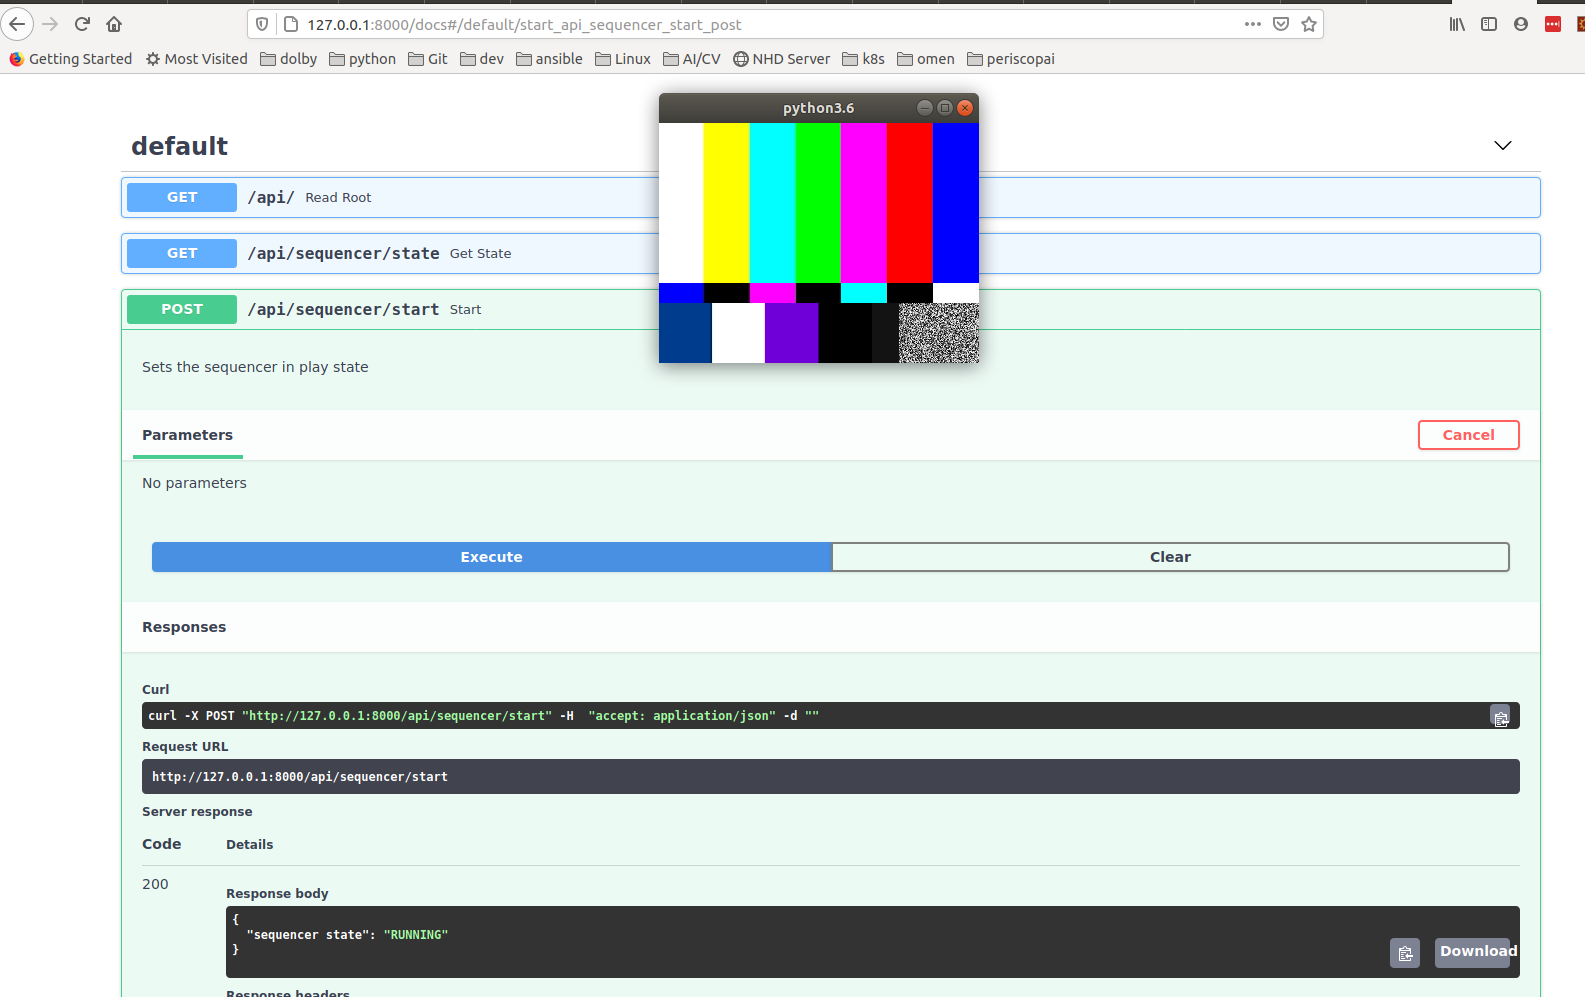 127.0.0.1:8000/docs#/default/start_api_sequencer_start_post
Getting Started Most Visited dolby python Git dev ansible Linux AI/CV NHD Server k8s omen periscopai
python3.6
default
GET /api/ Read Root
GET /api/sequencer/state Get State
POST /api/sequencer/start Start
Sets the sequencer in play state
Parameters Cancel
No parameters
Execute Clear
Responses
Curl
curl -X POST "http://127.0.0.1:8000/api/sequencer/start" -H  "accept: application/json" -d ""
Request URL
http://127.0.0.1:8000/api/sequencer/start
Server response
Code Details
200
Response body
{
"sequencer state": "RUNNING"
}
Download
Response headers